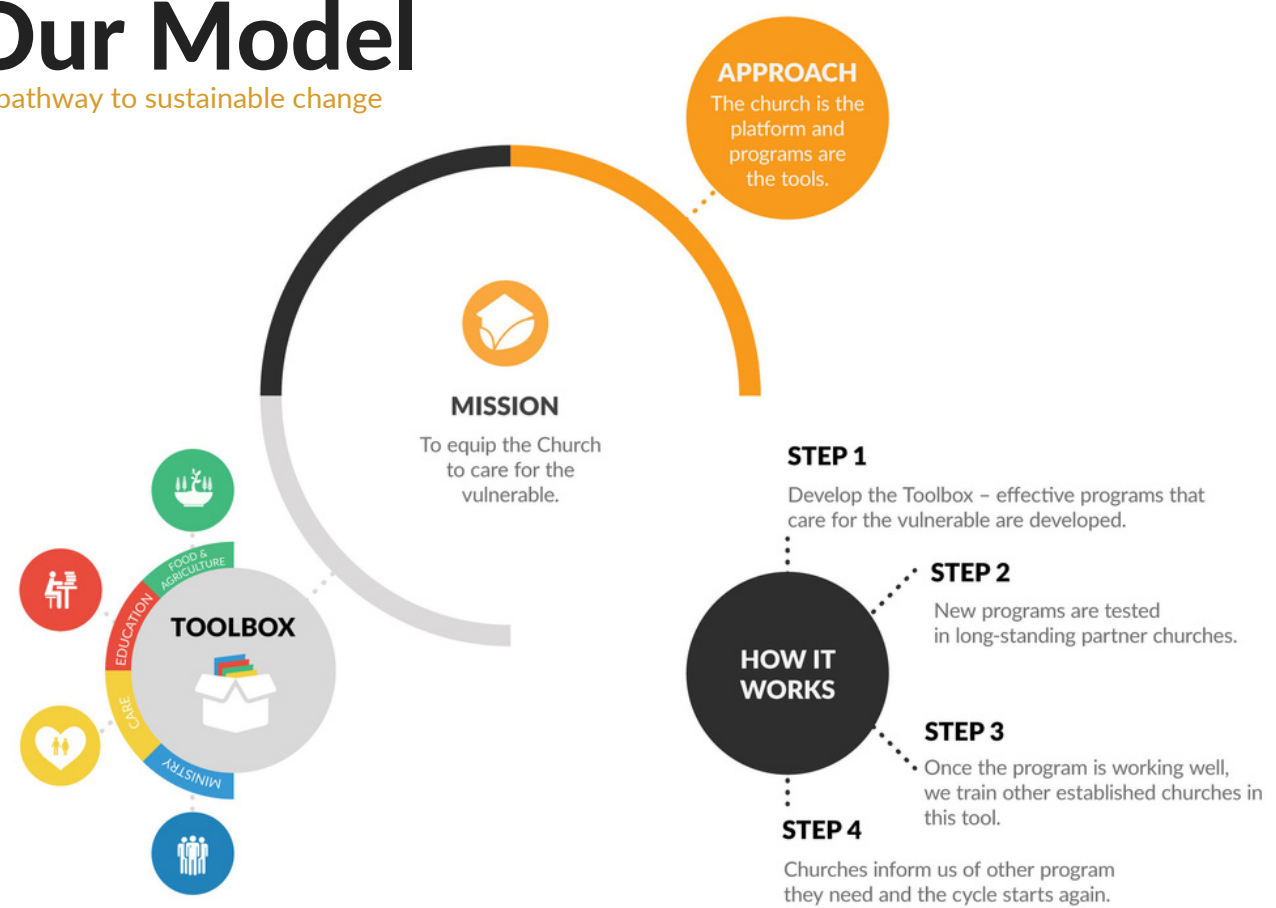 Our Model
pathway to sustainable change
APPROACH
The church is the
platform and
programs are
the tools.
MISSION
To equip the Church
to care for the
vulnerable.
FOOD &
AGRICULTURE
EDUCATION
CARE
MINISTRY
TOOLBOX
HOW IT
WORKS
STEP 1
Develop the Toolbox – effective programs that
care for the vulnerable are developed.
STEP 2
New programs are tested
in long-standing partner churches.
STEP 3
Once the program is working well,
we train other established churches in
this tool.
STEP 4
Churches inform us of other program
they need and the cycle starts again.